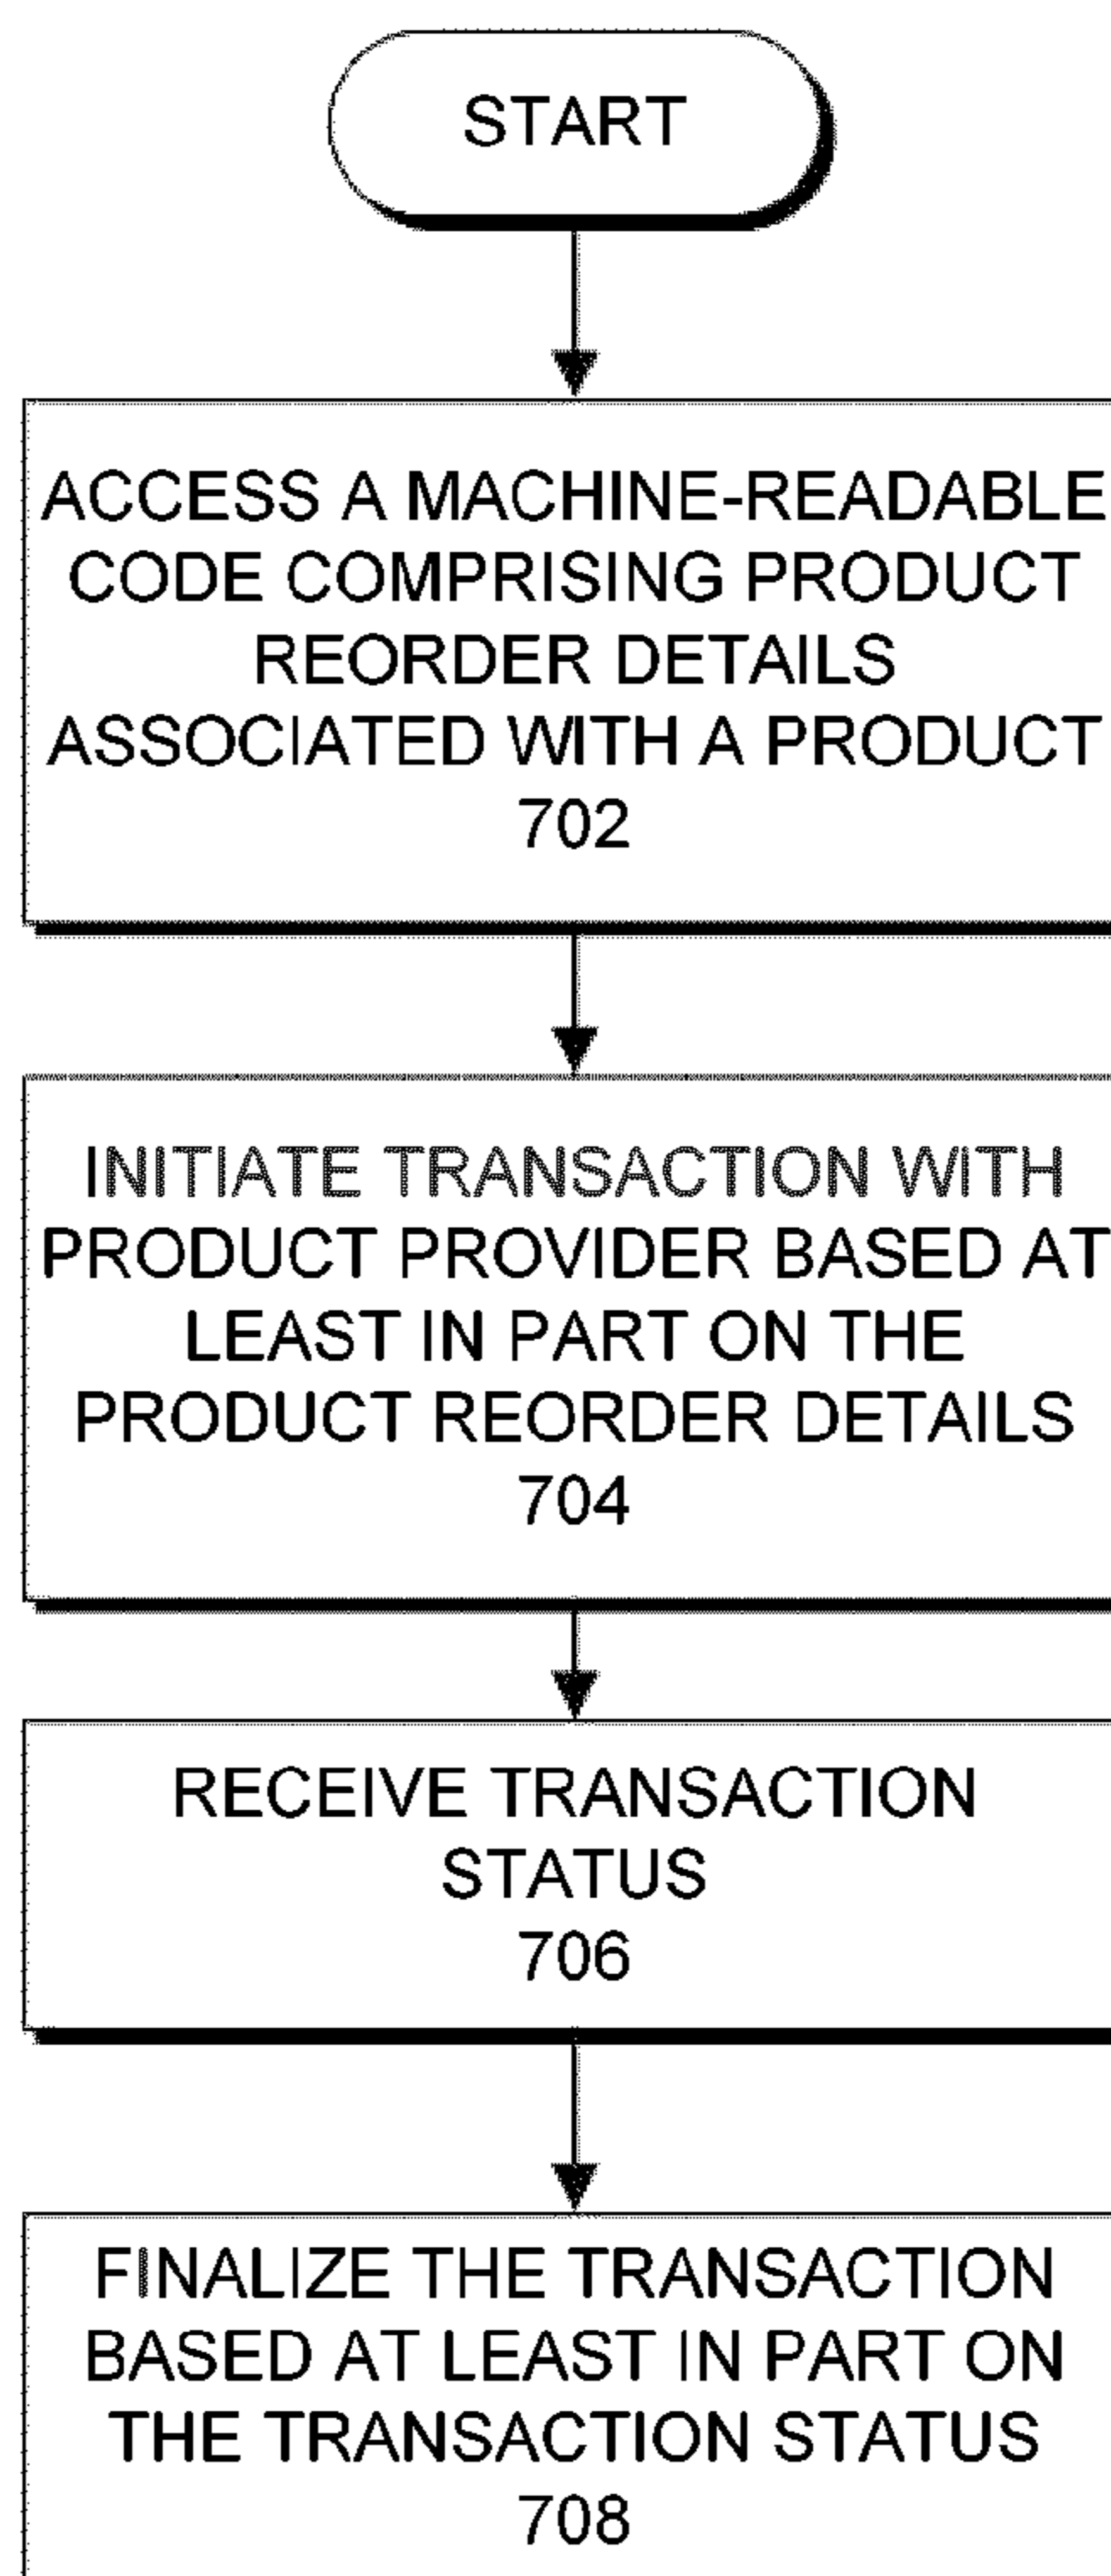 START
ACCESS A MACHINE-READABLE
CODE COMPRISING PRODUCT
REORDER DETAILS
ASSOCIATED WITH A PRODUCT
702
INITIATE TRANSACTION WITH
PRODUCT PROVIDER BASED AT
LEAST IN PART ON THE
PRODUCT REORDER DETAILS
704
RECEIVE TRANSACTION
STATUS
706
FINALIZE THE TRANSACTION
BASED AT LEAST IN PART ON
THE TRANSACTION STATUS
708